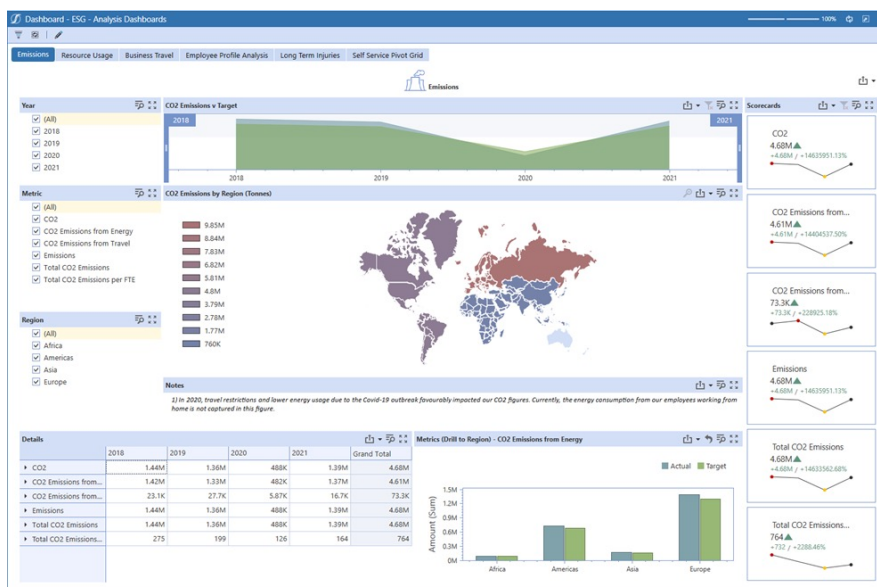 Dashboard - ESG - Analysis Dashboards
100%
Emissions
Resource Usage
Business Travel
Employee Profile Analysis
Long Term Injuries
Self Service Pivot Grid
Emissions
Year
(All)
2018
2019
2020
2021
Metric
(All)
CO2
CO2 Emissions from Energy
CO2 Emissions from Travel
Emissions
Total CO2 Emissions
Total CO2 Emissions per FTE
Region
(All)
Africa
Americas
Asia
Europe
CO2 Emissions v Target
2018
2021
2018 2019 2020 2021
CO2 Emissions by Region (Tonnes)
9.85M
8.84M
7.83M
6.82M
5.81M
4.8M
3.79M
2.78M
1.77M
760K
Notes
1) In 2020, travel restrictions and lower energy usage due to the Covid-19 outbreak favourably impacted our CO2 figures. Currently, the energy consumption from our employees working from
home is not captured in this figure.
Scorecards
CO2
4.68M
+4.68M / +14635951.13%
CO2 Emissions from...
4.61M
+4.61M / +14404537.50%
CO2 Emissions from...
73.3K
+73.3K / +228925.18%
Emissions
4.68M
+4.68M / +14635951.13%
Total CO2 Emissions
4.68M
+4.68M / +14633562.68%
Total CO2 Emissions...
764
+732 / +2288.46%
Details
2018 2019 2020 2021 Grand Total
CO2 1.44M 1.36M 488K 1.39M 4.68M
CO2 Emissions from... 1.42M 1.33M 482K 1.37M 4.61M
CO2 Emissions from... 23.1K 27.7K 5.87K 16.7K 73.3K
Emissions 1.44M 1.36M 488K 1.39M 4.68M
Total CO2 Emissions 1.44M 1.36M 488K 1.39M 4.68M
Total CO2 Emissions... 275 199 126 164 764
Metrics (Drill to Region) - CO2 Emissions from Energy
Actual Target
Amount (Sum)
1.5M
1.2M
0.9M
0.6M
0.3M
0M
Africa Americas Asia Europe